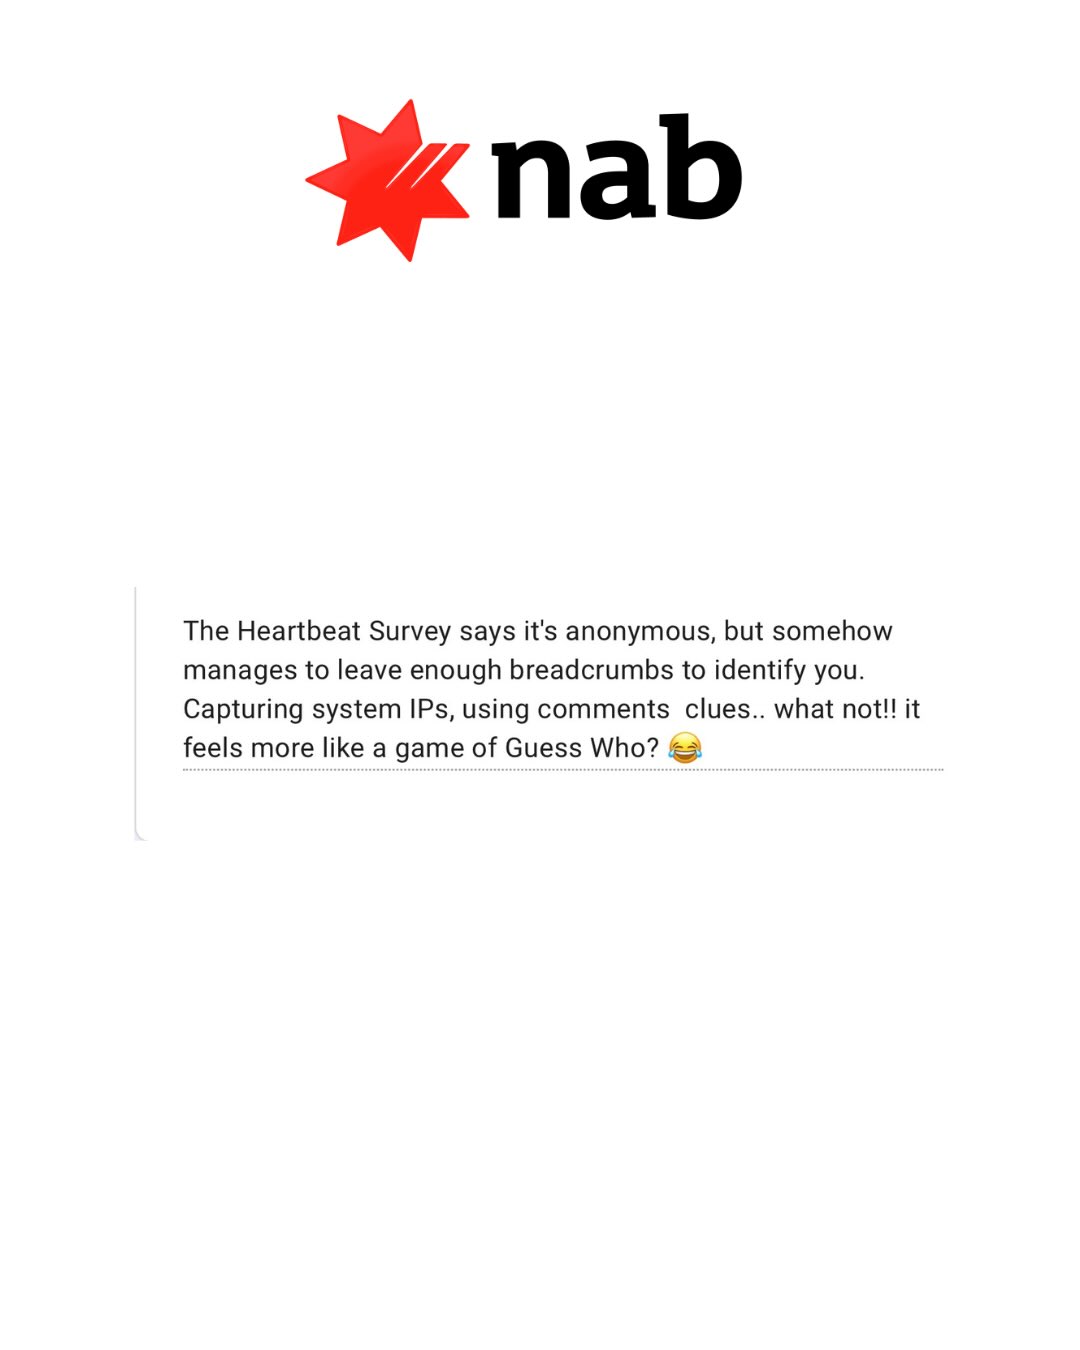 nab
The Heartbeat Survey says it's anonymous, but somehow
manages to leave enough breadcrumbs to identify you.
Capturing system IPs, using comments  clues.. what not!! it
feels more like a game of Guess Who? 😂